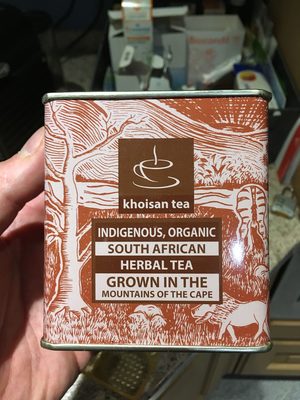 khoisan tea
INDIGENOUS, ORGANIC
SOUTH AFRICAN
HERBAL TEA
GROWN IN THE
MOUNTAINS OF THE CAPE